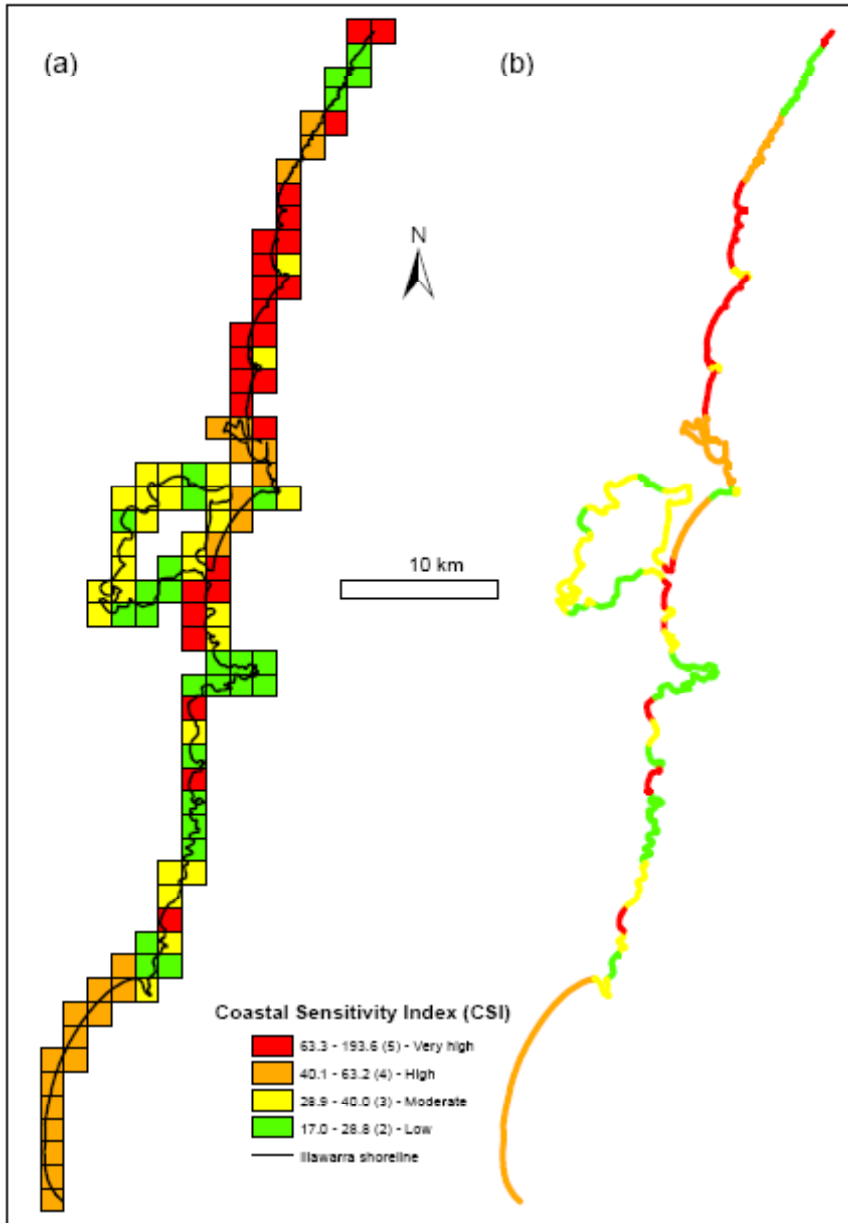 (a)
(b)
N
10 km
Coastal Sensitivity Index (CSI)
63.3 - 193.6 (5) - Very high
40.1 - 63.2 (4) - High
28.9 - 40.0 (3) - Moderate
17.0 - 28.8 (2) - Low
Illawarra shoreline